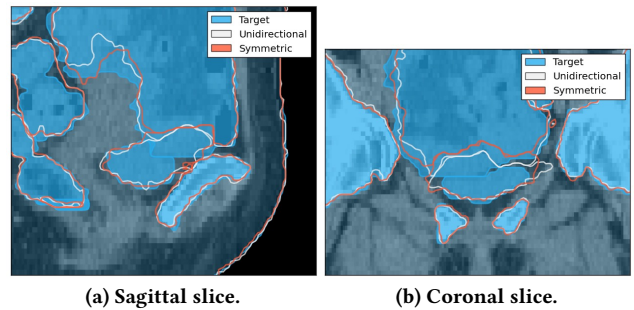 Target
Unidirectional
Symmetric
Target
Unidirectional
Symmetric
(a) Sagittal slice.
(b) Coronal slice.